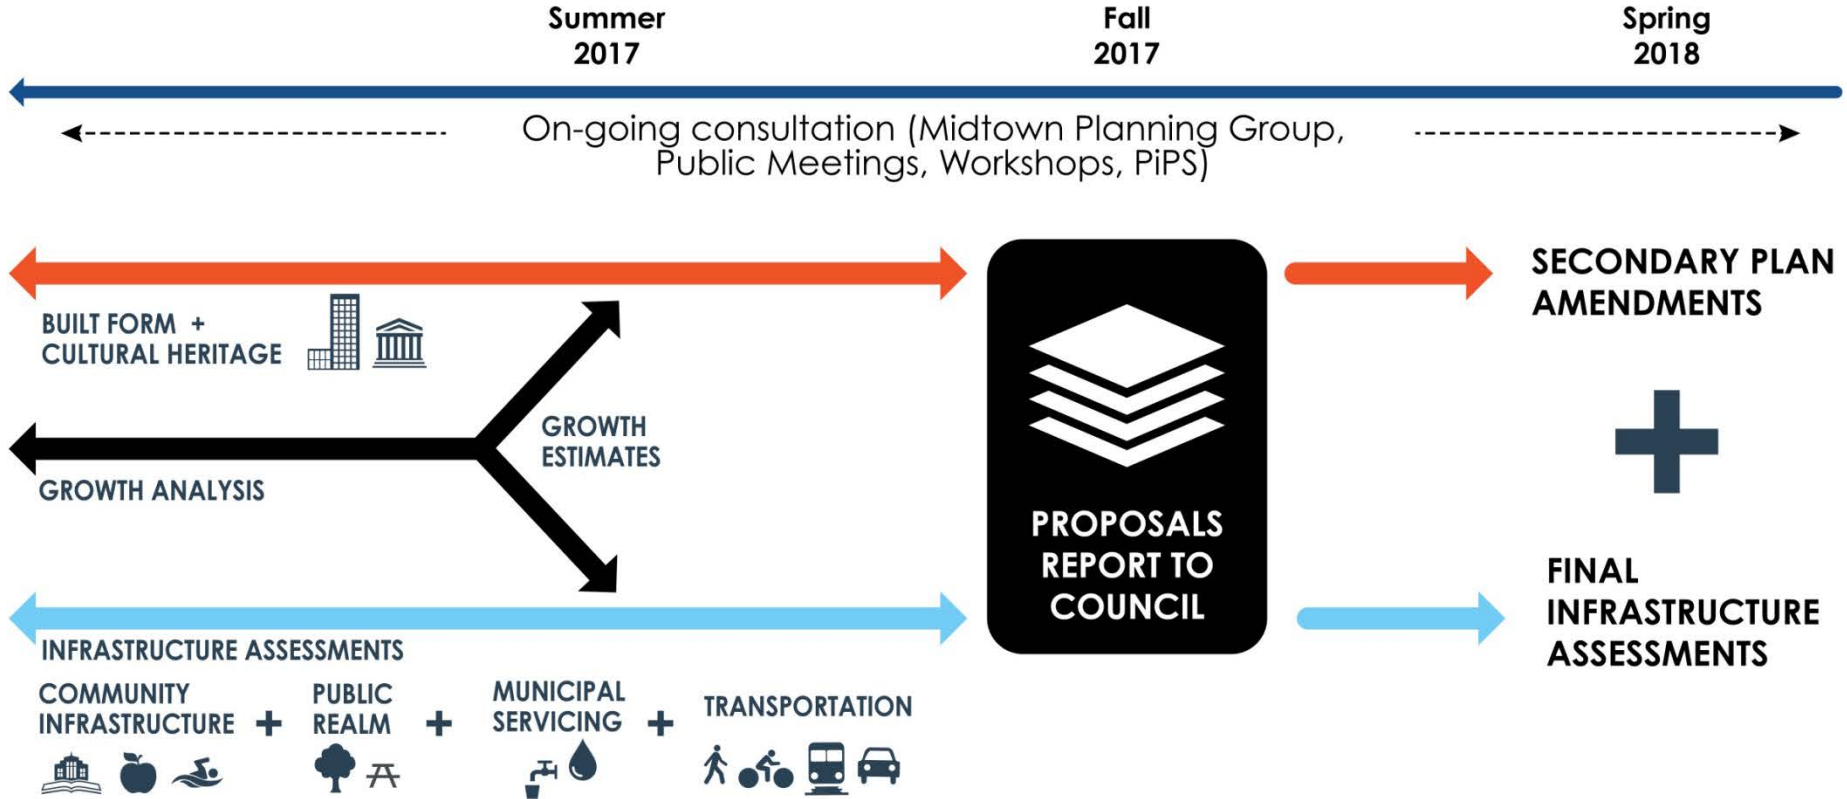 Summer
2017
Fall
2017
Spring
2018
On-going consultation (Midtown Planning Group,
Public Meetings, Workshops, PiPS)
BUILT FORM +
CULTURAL HERITAGE
GROWTH
ESTIMATES
GROWTH ANALYSIS
PROPOSALS
REPORT TO
COUNCIL
SECONDARY PLAN
AMENDMENTS
+
FINAL
INFRASTRUCTURE
ASSESSMENTS
INFRASTRUCTURE ASSESSMENTS
COMMUNITY
INFRASTRUCTURE
+
PUBLIC
REALM
+
MUNICIPAL
SERVICING
+
TRANSPORTATION